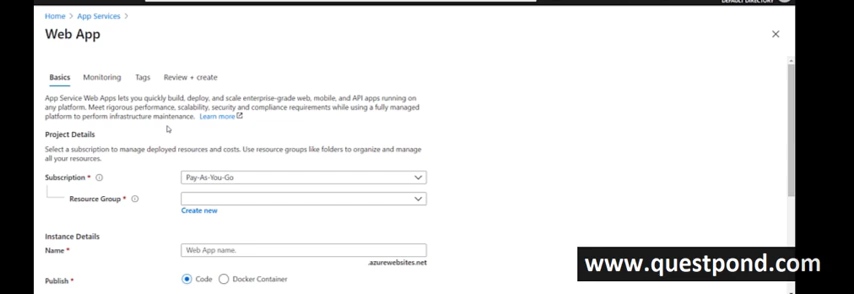 DEFAULT DIRECTORY
Home > App Services >
Web App
Basics Monitoring Tags Review + create
App Service Web Apps lets you quickly build, deploy, and scale enterprise-grade web, mobile, and API apps running on
any platform. Meet rigorous performance, scalability, security and compliance requirements while using a fully managed
platform to perform infrastructure maintenance. Learn more
Project Details
Select a subscription to manage deployed resources and costs. Use resource groups like folders to organize and manage
all your resources.
Subscription * Pay-As-You-Go
Resource Group *
Create new
Instance Details
Name * Web App name.
.azurewebsites.net
Publish * Code Docker Container
www.questpond.com